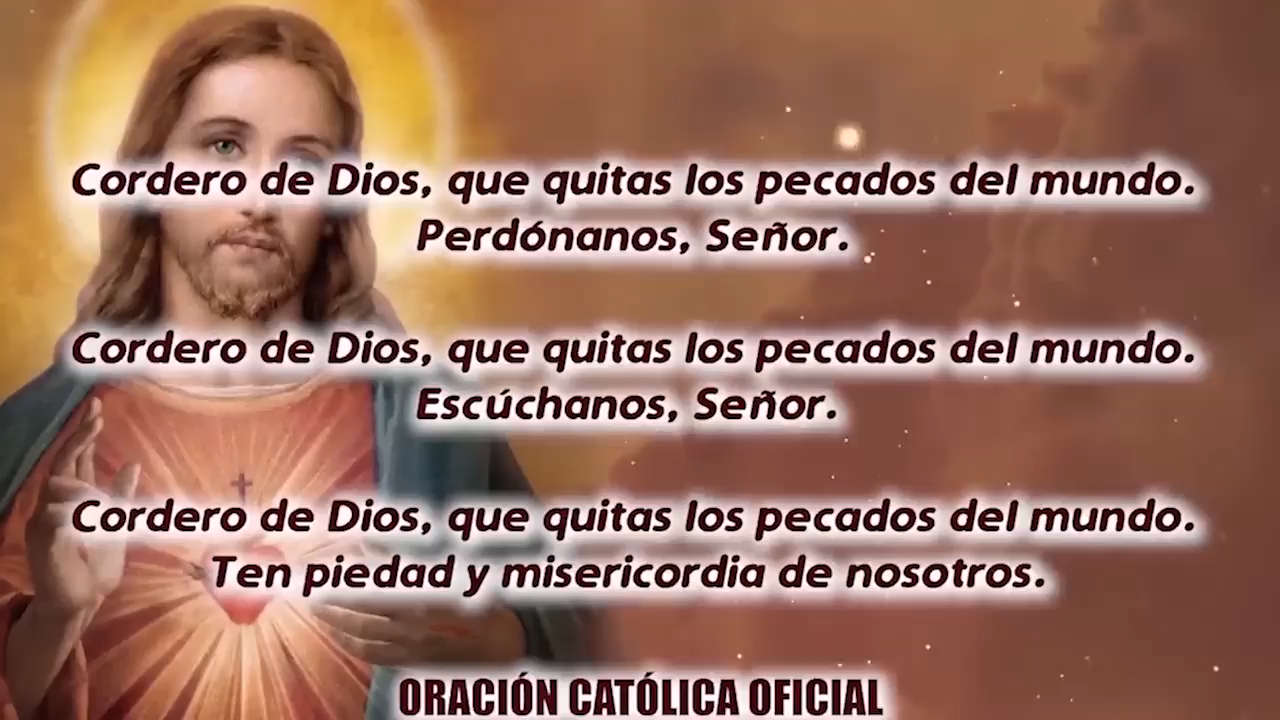 Cordero de Dios, que quitas los pecados del mundo.
Perdónanos, Señor.
Cordero de Dios, que quitas los pecados del mundo.
Escúchanos, Señor.
Cordero de Dios, que quitas los pecados del mundo.
Ten piedad y misericordia de nosotros.
ORACIÓN CATÓLICA OFICIAL